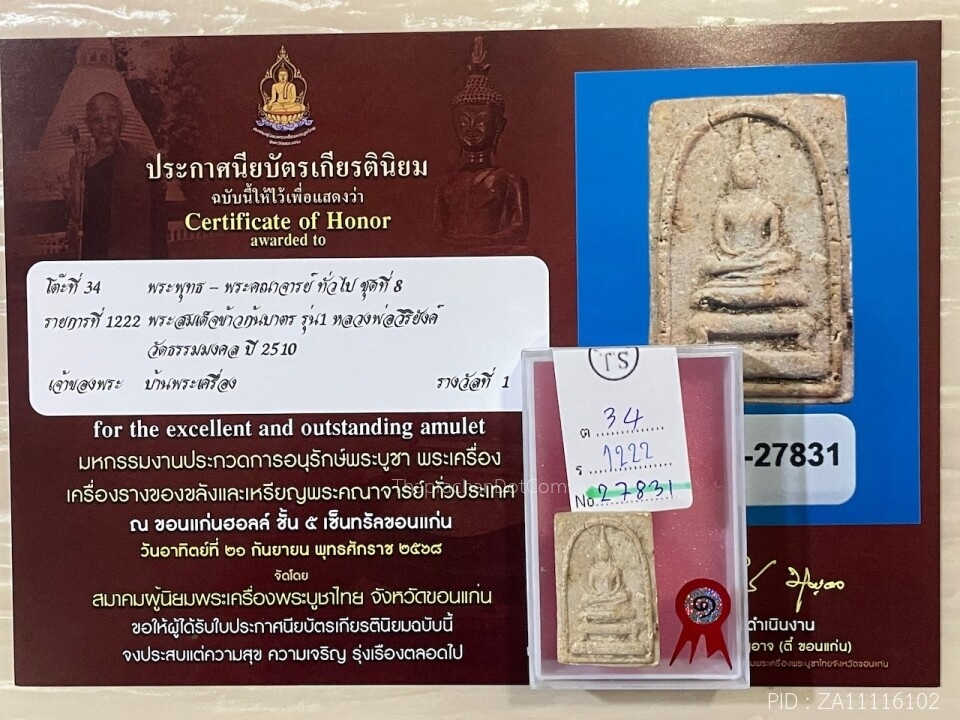 ประกาศนียบัตรเกียรตินิยม
ฉบับนี้ให้ไว้เพื่อแสดงว่า
Certificate of Honor
awarded to
โต๊ะที่ 34 พระพุทธ – พระคณาจารย์ ทั่วไป ชุดที่ 8
รายการที่ 1222 พระสมเด็จข้าวก้นบาตร รุ่น1 หลวงพ่อวิริยังค์
วัดธรรมมงคล ปี 2510
เจ้าของพระ บ้านพระเครื่อง รางวัลที่ 1
for the excellent and outstanding amulet
มหกรรมงานประกวดการอนุรักษ์พระบูชา พระเครื่อง
เครื่องรางของขลังและเหรียญพระคณาจารย์ ทั่วประเทศ
ณ ขอนแก่นฮอลล์ ชั้น ๕ เซ็นทรัลขอนแก่น
วันอาทิตย์ที่ ๒๑ กันยายน พุทธศักราช ๒๕๖๘
จัดโดย
สมาคมผู้นิยมพระเครื่องพระบูชาไทย จังหวัดขอนแก่น
ขอให้ผู้ได้รับใบประกาศนียบัตรเกียรตินิยมฉบับนี้
จงประสบแต่ความสุข ความเจริญ รุ่งเรืองตลอดไป
S.J.
ต 34
ร 1222
No 27831
-27831
๑
ดำเนินงาน
(ตี๋ ขอนแก่น)
PID : ZA11116102